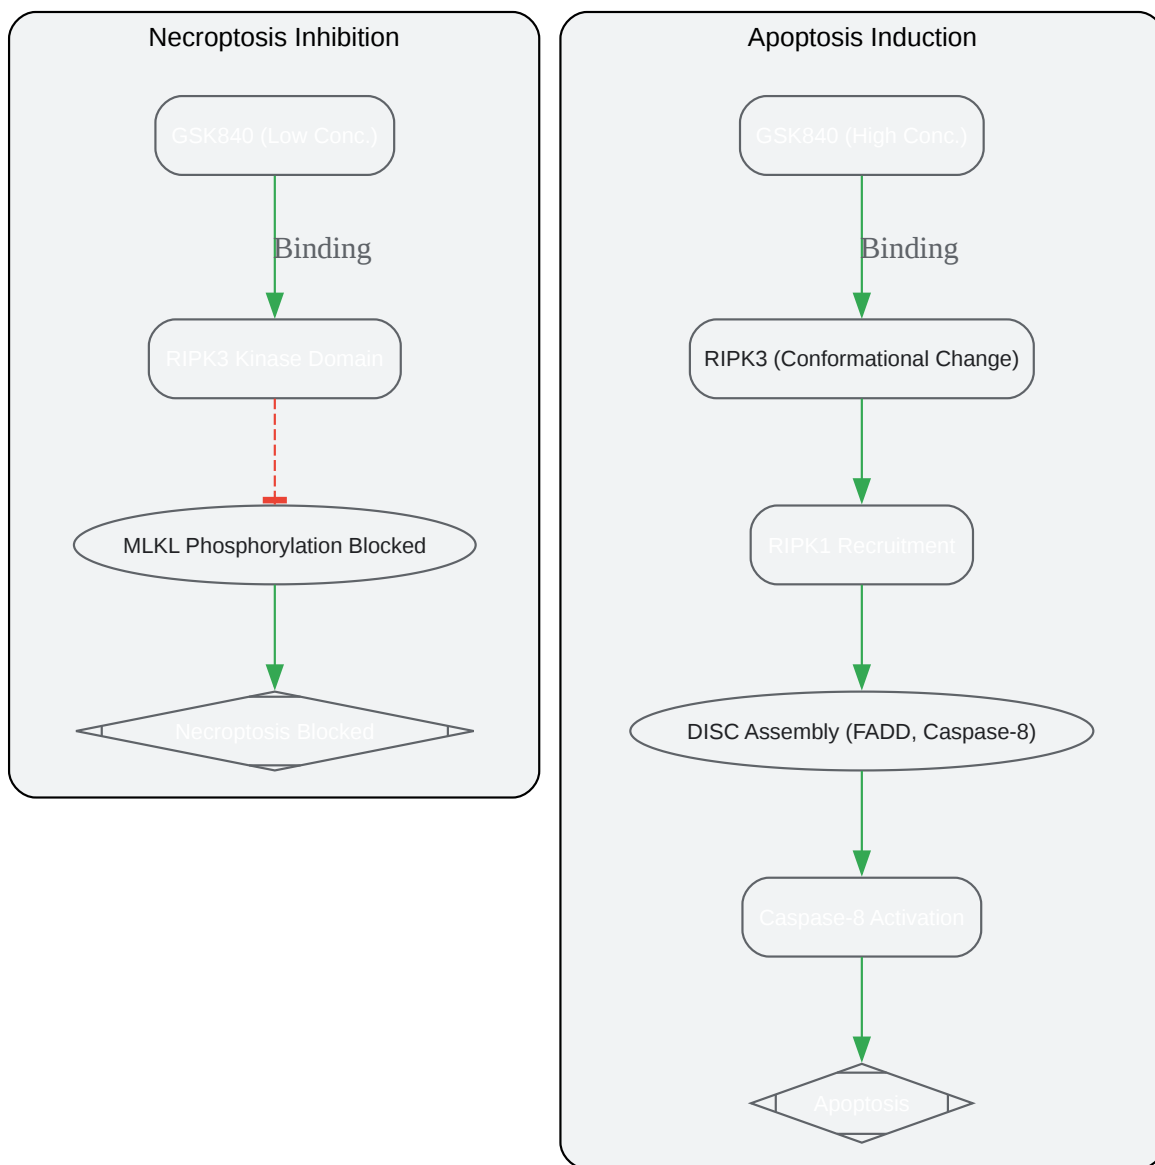 Necroptosis Inhibition
GSK840 (Low Conc.)
Binding
RIPK3 Kinase Domain
MLKL Phosphorylation Blocked
Necroptosis Blocked
Apoptosis Induction
GSK840 (High Conc.)
Binding
RIPK3 (Conformational Change)
RIPK1 Recruitment
DISC Assembly (FADD, Caspase-8)
Caspase-8 Activation
Apoptosis